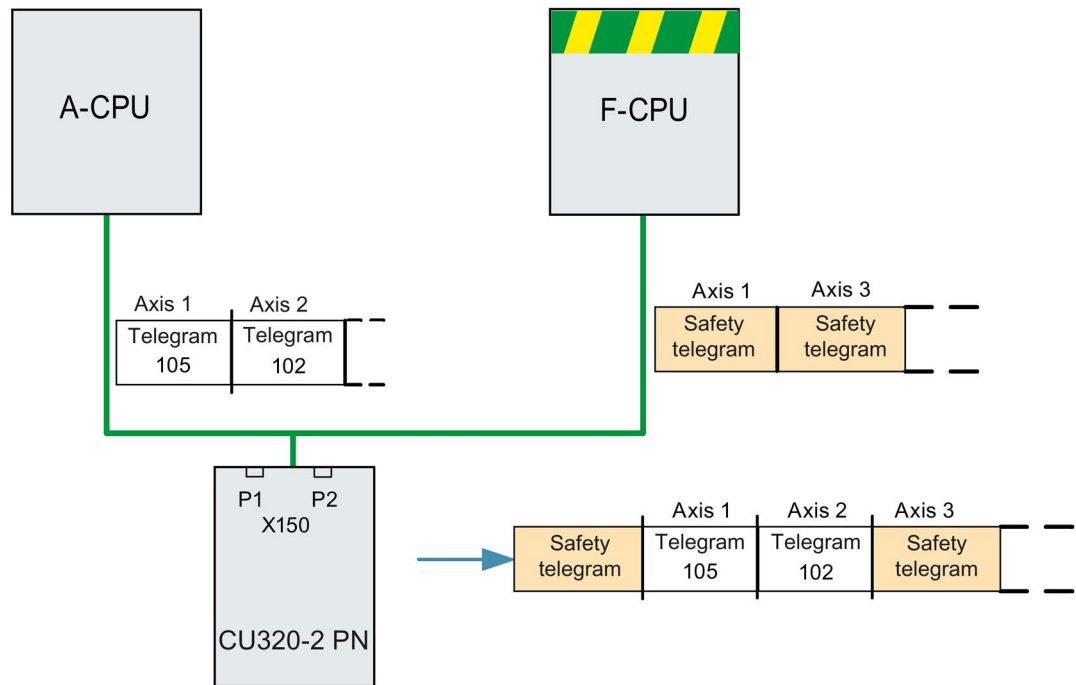 A-CPU
F-CPU
Axis 1 Axis 2
Telegram 105
Telegram 102
Axis 1 Axis 3
Safety telegram
Safety telegram
P1 P2
X150
CU320-2 PN
Axis 1 Axis 2 Axis 3
Safety telegram
Telegram 105
Telegram 102
Safety telegram